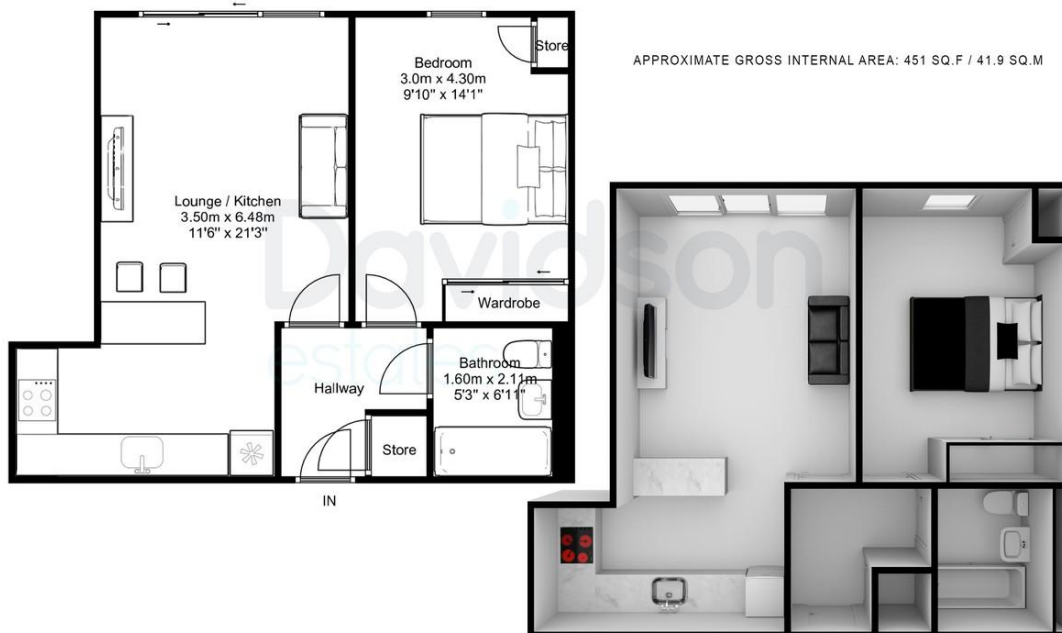 Bedroom
3.0m x 4.30m
9'10" x 14'1"
Store
APPROXIMATE GROSS INTERNAL AREA: 451 SQ.F / 41.9 SQ.M
Lounge / Kitchen
3.50m x 6.48m
11'6" x 21'3"
Davidson
estates
Wardrobe
Hallway
Bathroom
1.60m x 2.11m
5'3" x 6'11"
Store
IN